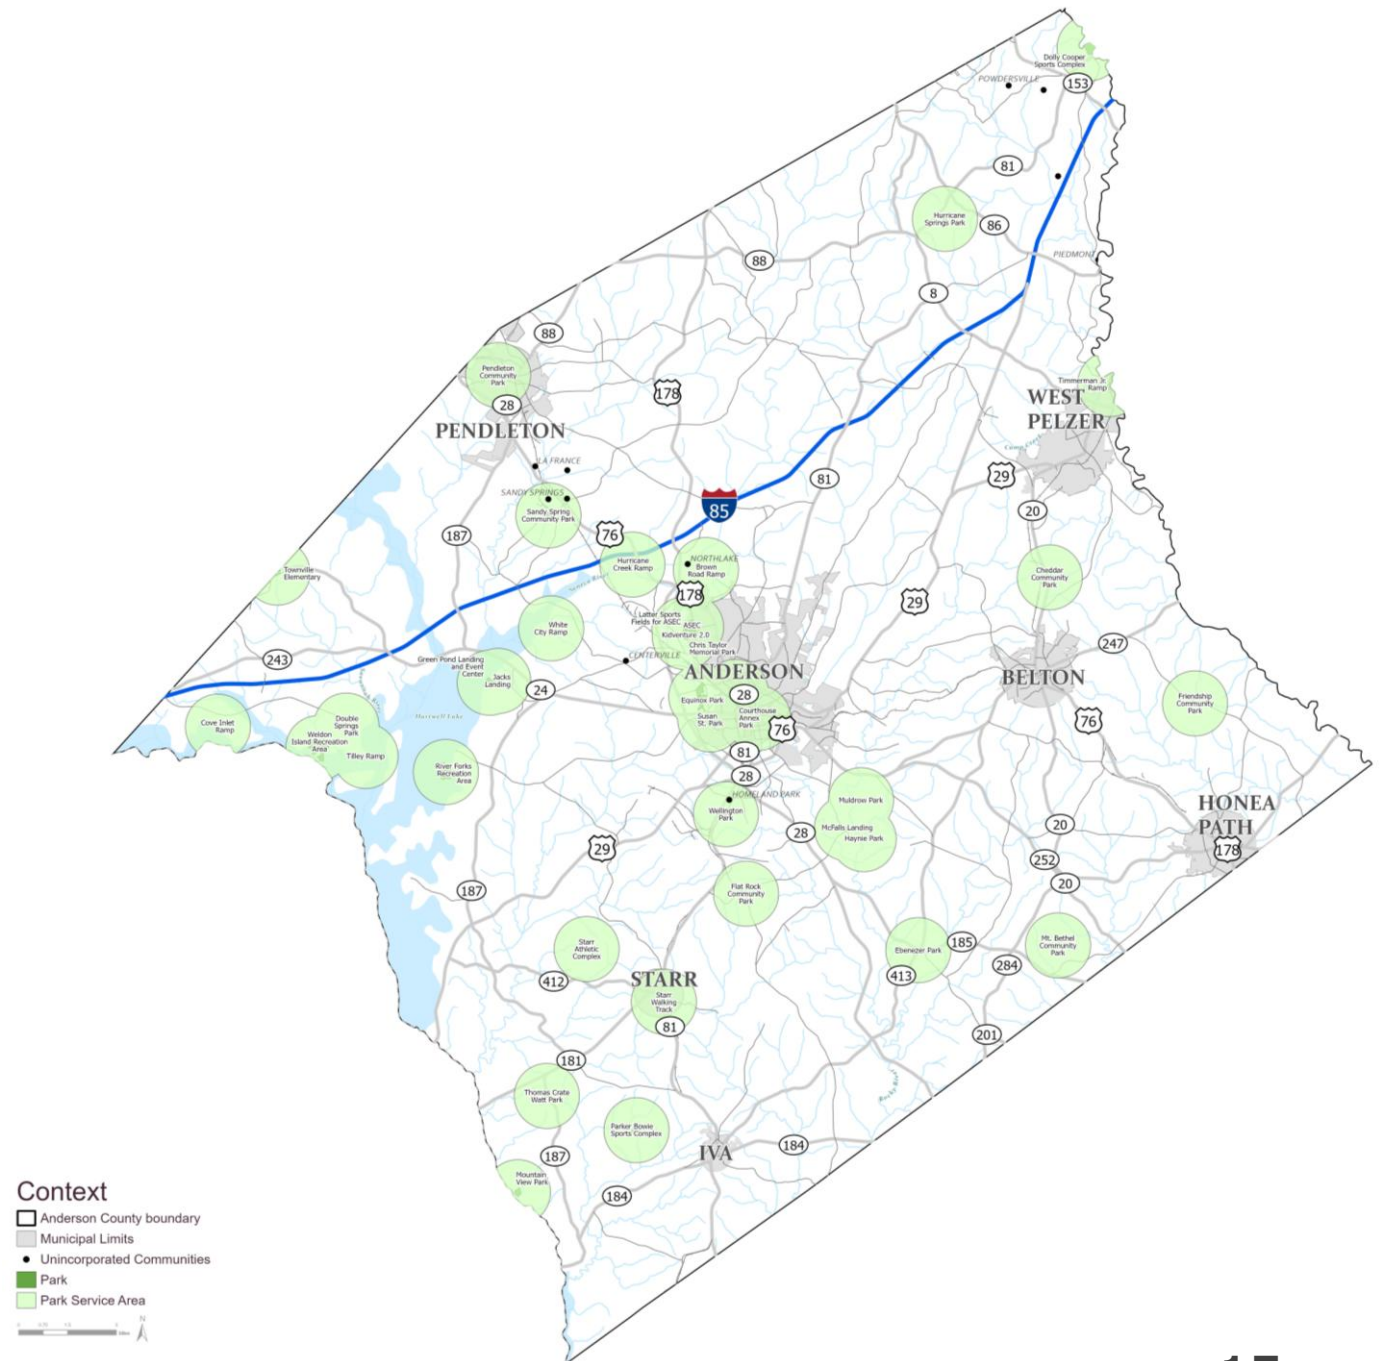 Dolly Cooper
Sports Complex
POWDERSVILLE
153
81
Hurricane
Springs Park
86
PIEDMONT
88
8
88
Pendleton
Community
Park
28
PENDLETON
178
Timmerman Jr.
Ramp
WEST
PELZER
Camp Creek
LA FRANCE
SANDY SPRINGS
Sandy Spring
Community Park
81
29
20
85
187
76
NORTHLAKE
Brown
Road Ramp
Hurricane
Creek Ramp
Townville
Elementary
Seneca River
178
29
Cheddar
Community
Park
Latter Sports
Fields for ASEC
ASEC
Kidventure 2.0
Chris Taylor
Memorial Park
White
City Ramp
247
CENTERVILLE
243
Green Pond Landing
and Event
Center
Jacks
Landing
24
ANDERSON
BELTON
28
Equinox Park
Susan
St. Park
Courthouse
Annex
Park
76
76
Friendship
Community
Park
Hartwell Lake
Cove Inlet
Ramp
Double
Springs
Park
Weldon
Island Recreation
Area
Tilley Ramp
81
28
River Forks
Recreation
Area
HOMELAND PARK
Wellington
Park
Muldrow Park
McFalls Landing
Haynie Park
28
HONEA
PATH
178
20
252
20
29
187
Flat Rock
Community
Park
Starr
Athletic
Complex
Ebenezer Park
185
Mt. Bethel
Community
Park
284
413
412
STARR
Starr
Walking
Track
81
201
181
Rocky River
Thomas Crate
Watt Park
Parker Bowie
Sports Complex
187
IVA
184
Mountain
View Park
184
Context
Anderson County boundary
Municipal Limits
Unincorporated Communities
Park
Park Service Area
N